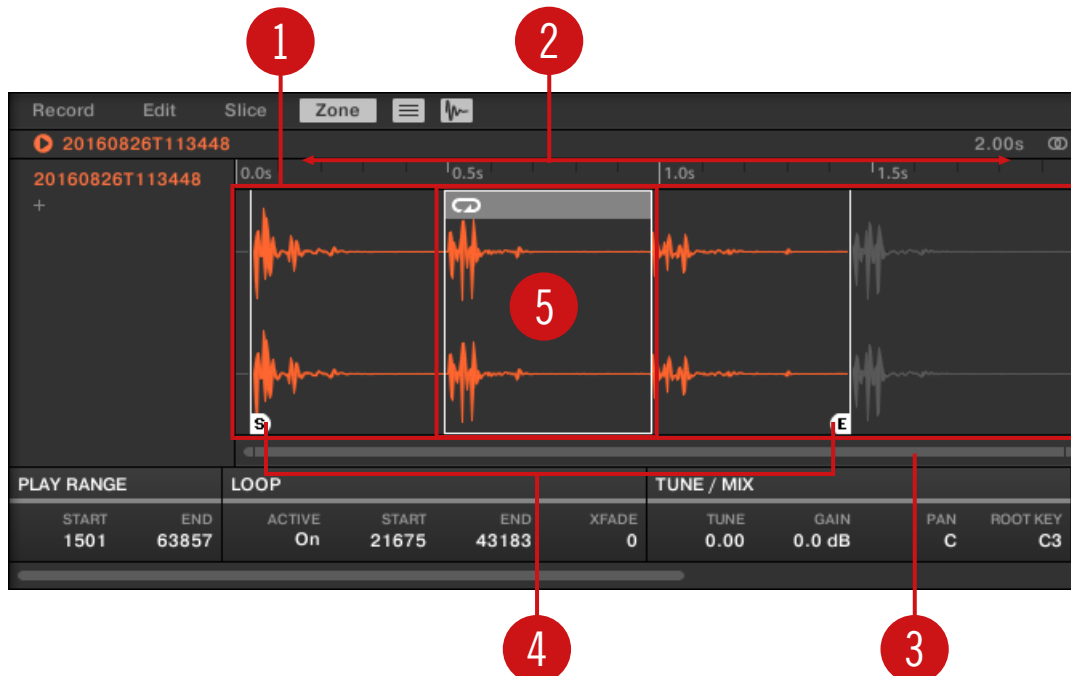 1 2
Record Edit Slice Zone
20160826T113448 2.00s
20160826T113448 0.0s 0.5s 1.0s 1.5s
+
5
S E
PLAY RANGE LOOP TUNE / MIX
START END ACTIVE START END XFADE TUNE GAIN PAN ROOT KEY
1501 63857 On 21675 43183 0 0.00 0.0 dB C C3
4 3